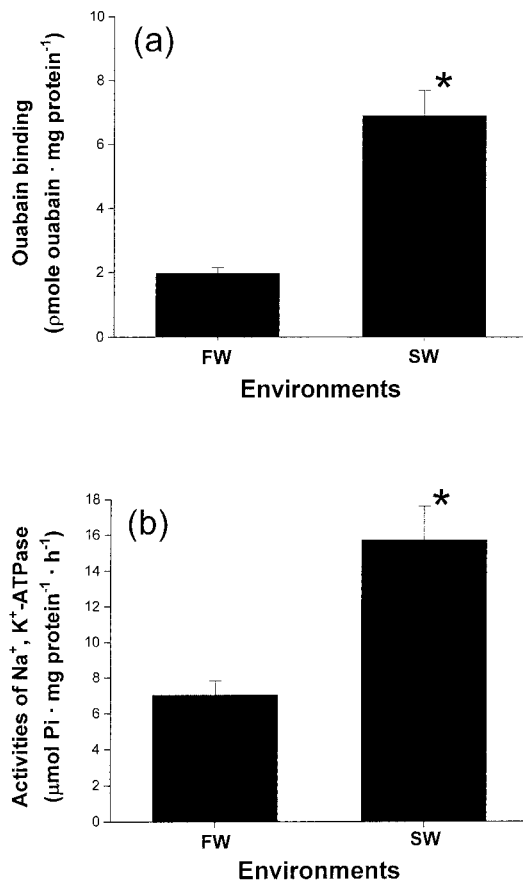 (a)
*
Ouabain binding
(ρmole ouabain · mg protein⁻¹)
10
8
6
4
2
0
FW
SW
Environments
(b)
*
Activities of Na⁺, K⁺-ATPase
(μmol Pi · mg protein⁻¹ · h⁻¹)
18
16
14
12
10
8
6
4
2
0
FW
SW
Environments